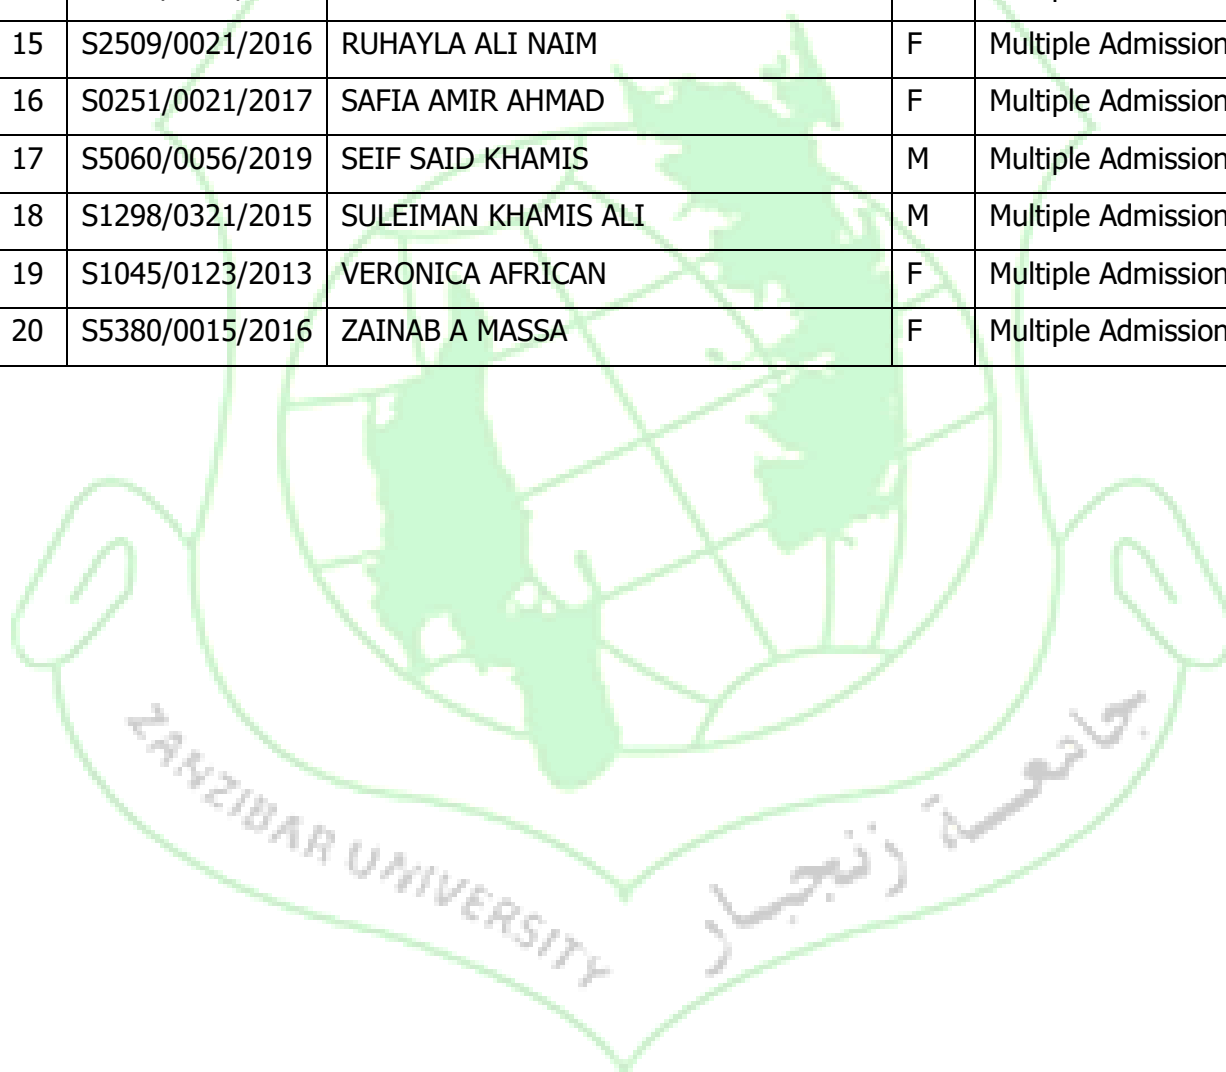 15 S2509/0021/2016 RUHAYLA ALI NAIM F Multiple Admission
16 S0251/0021/2017 SAFIA AMIR AHMAD F Multiple Admission
17 S5060/0056/2019 SEIF SAID KHAMIS M Multiple Admission
18 S1298/0321/2015 SULEIMAN KHAMIS ALI M Multiple Admission
19 S1045/0123/2013 VERONICA AFRICAN F Multiple Admission
20 S5380/0015/2016 ZAINAB A MASSA F Multiple Admission
ZANZIBAR UNIVERSITY
جامعة زنجبار